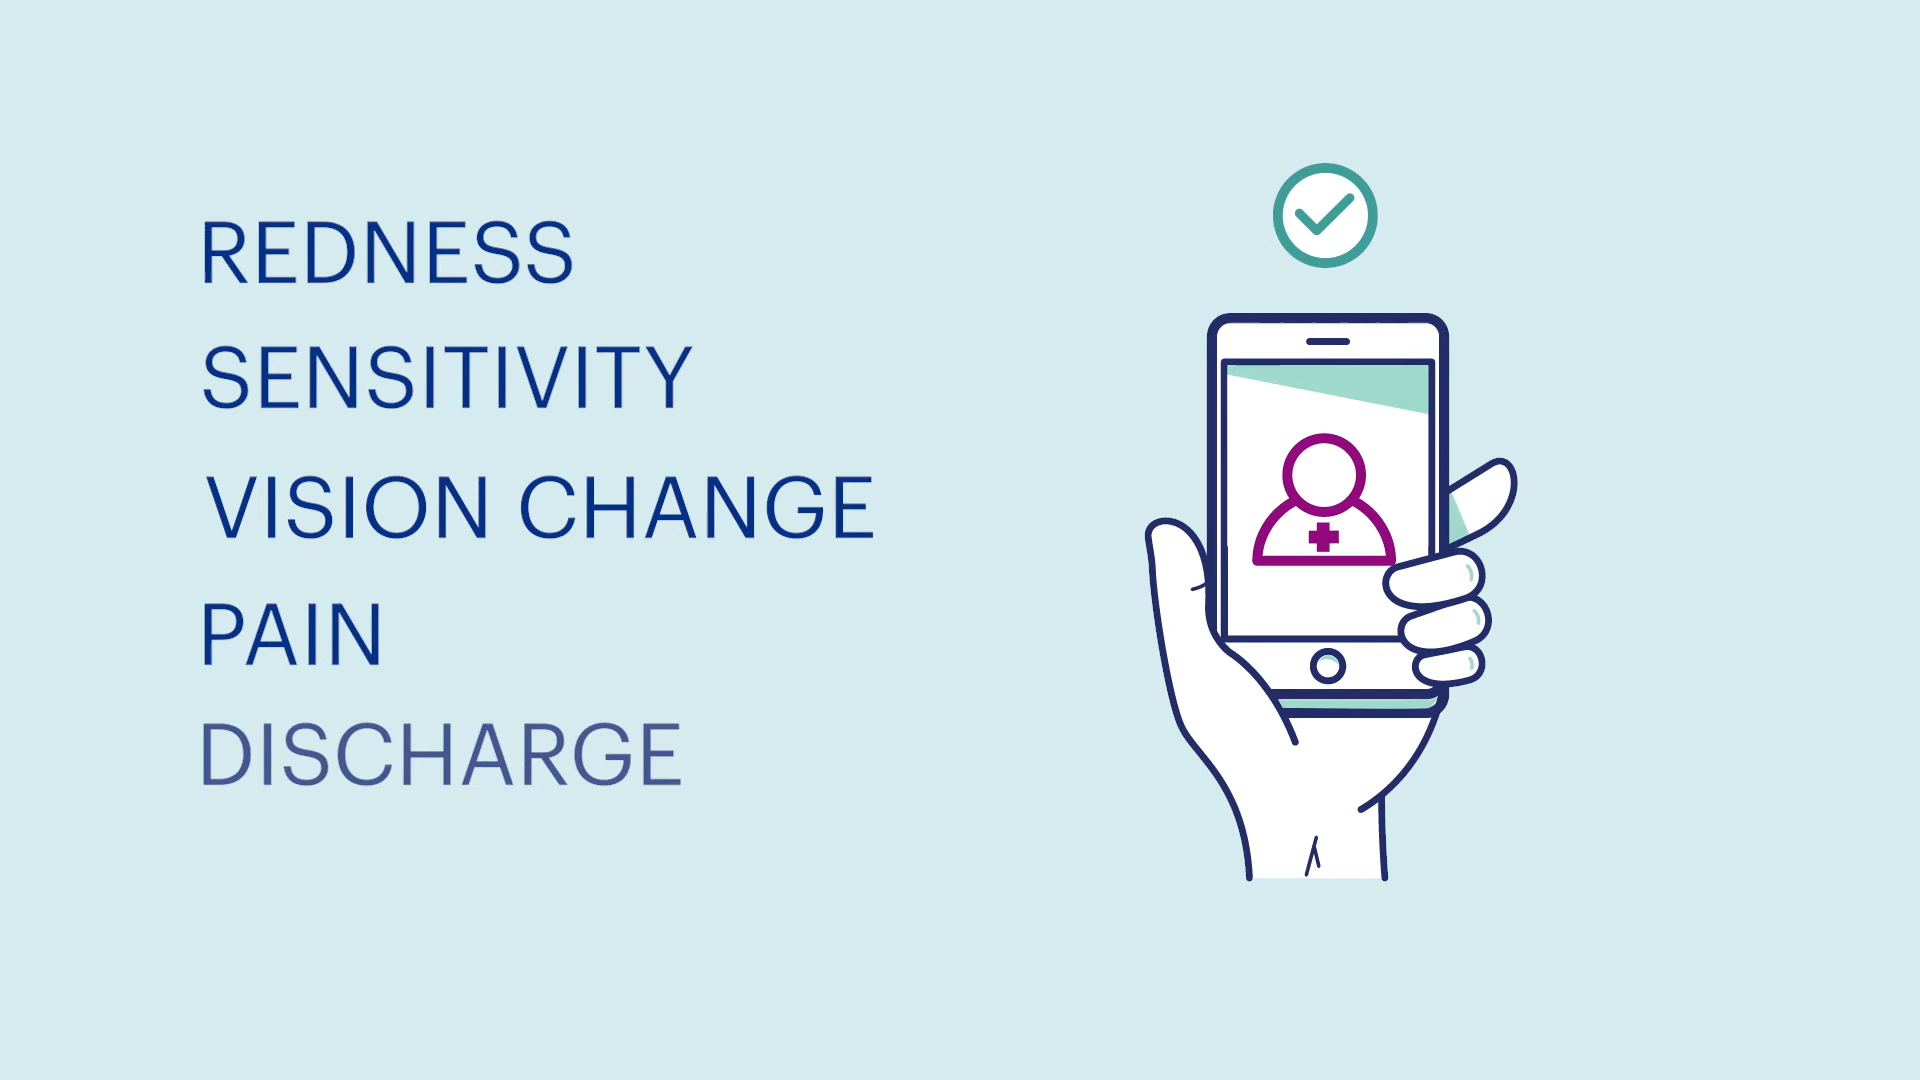 REDNESS
SENSITIVITY
VISION CHANGE
PAIN
DISCHARGE